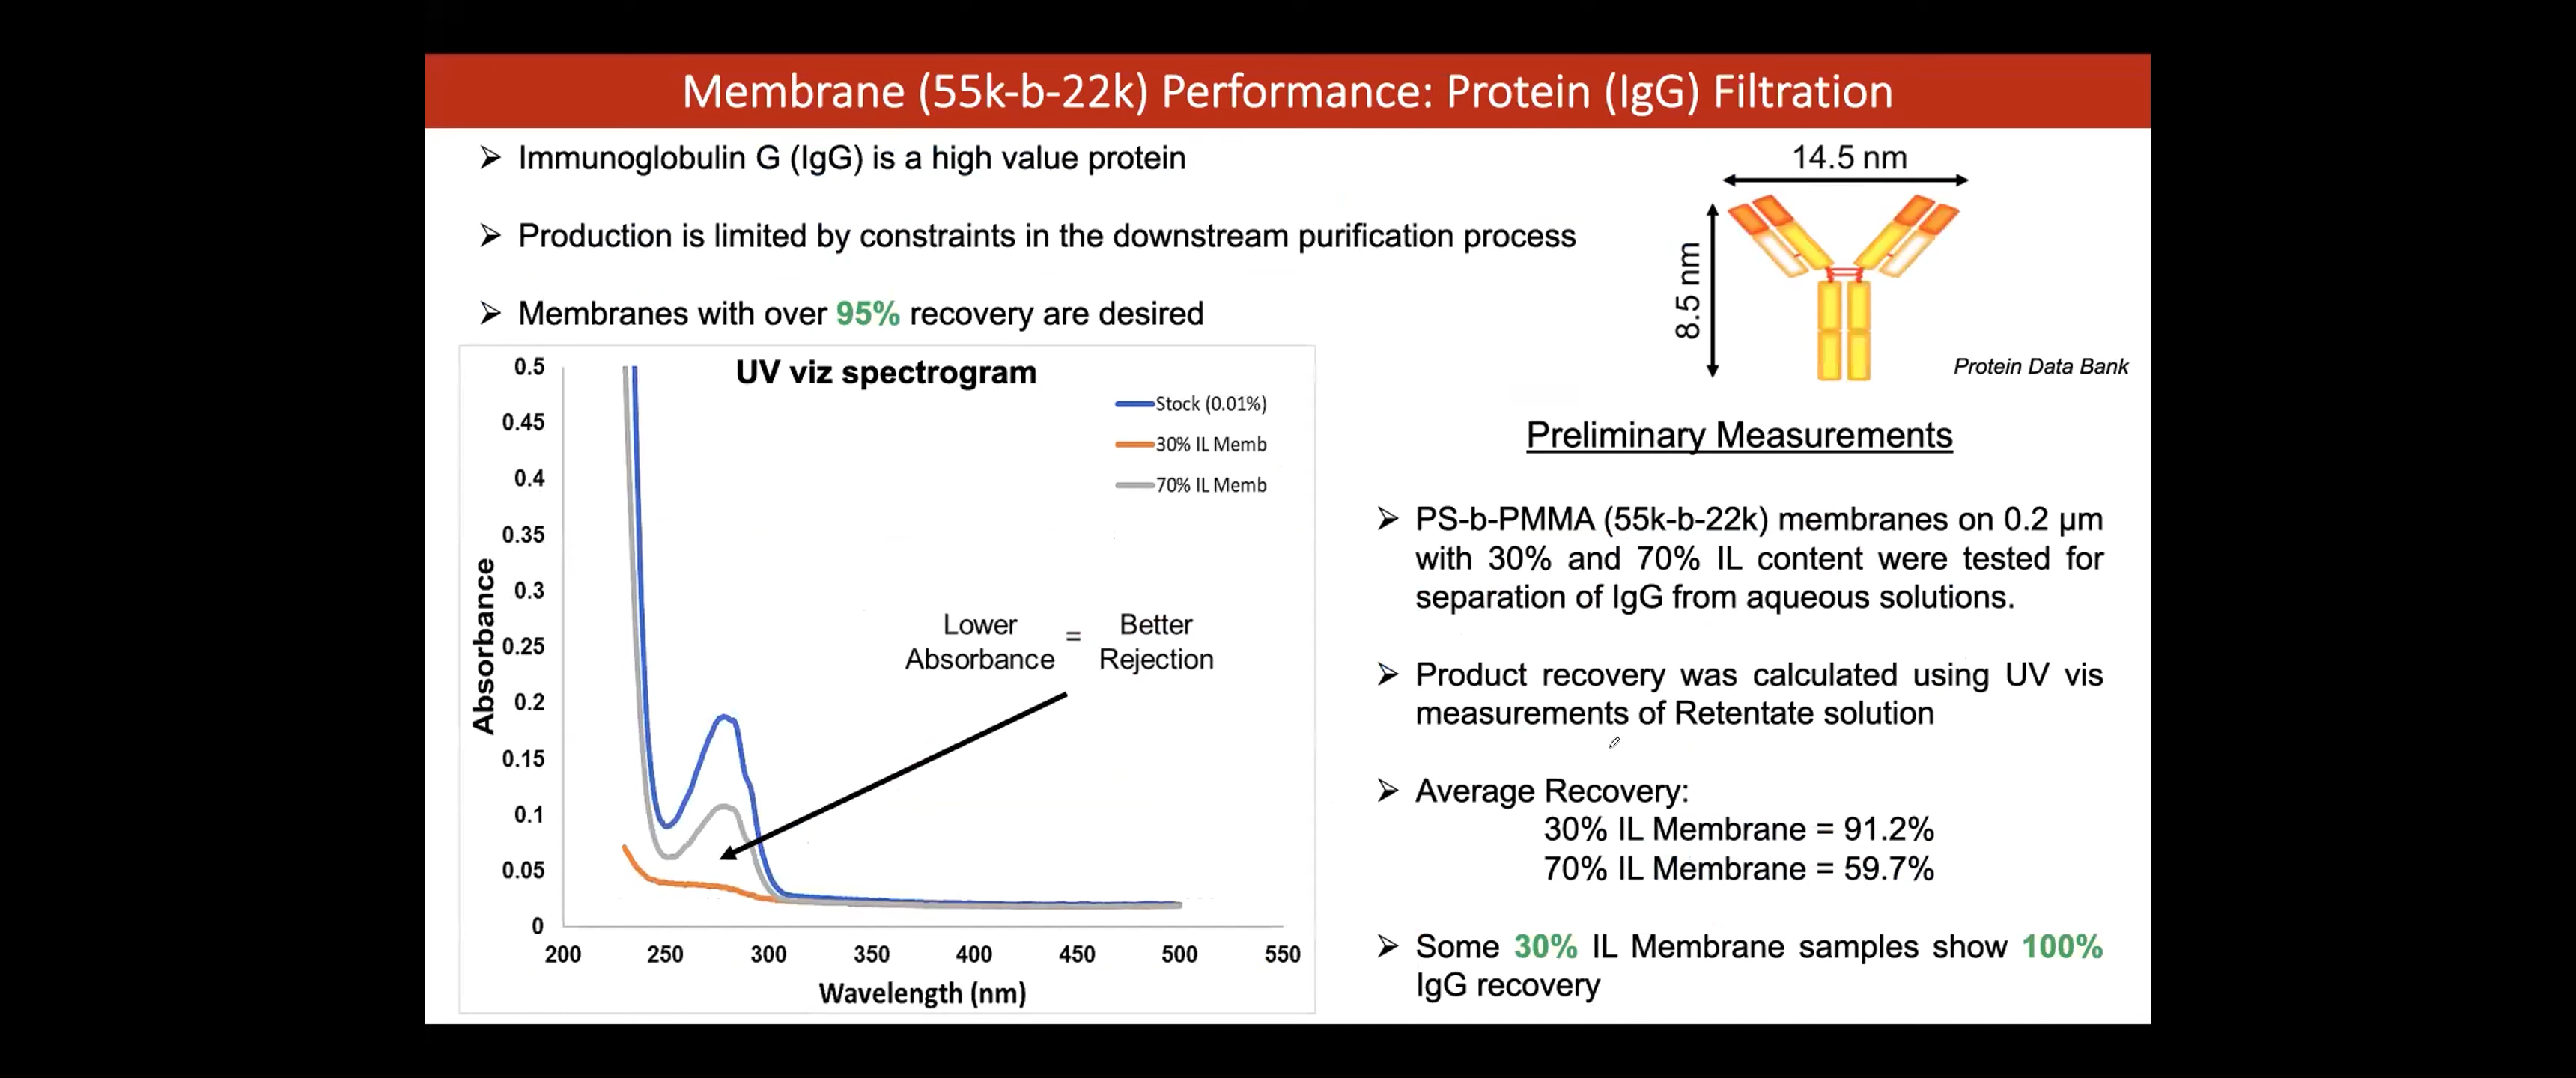 Membrane (55k-b-22k) Performance: Protein (IgG) Filtration
➢ Immunoglobulin G (IgG) is a high value protein
➢ Production is limited by constraints in the downstream purification process
➢ Membranes with over 95% recovery are desired
14.5 nm
8.5 nm
Protein Data Bank
UV viz spectrogram
Stock (0.01%)
30% IL Memb
70% IL Memb
Absorbance
0.5
0.45
0.4
0.35
0.3
0.25
0.2
0.15
0.1
0.05
0
Lower
Absorbance
=
Better
Rejection
200 250 300 350 400 450 500 550
Wavelength (nm)
Preliminary Measurements
➢ PS-b-PMMA (55k-b-22k) membranes on 0.2 µm
with 30% and 70% IL content were tested for
separation of IgG from aqueous solutions.
➢ Product recovery was calculated using UV vis
measurements of Retentate solution
➢ Average Recovery:
30% IL Membrane = 91.2%
70% IL Membrane = 59.7%
➢ Some 30% IL Membrane samples show 100%
IgG recovery